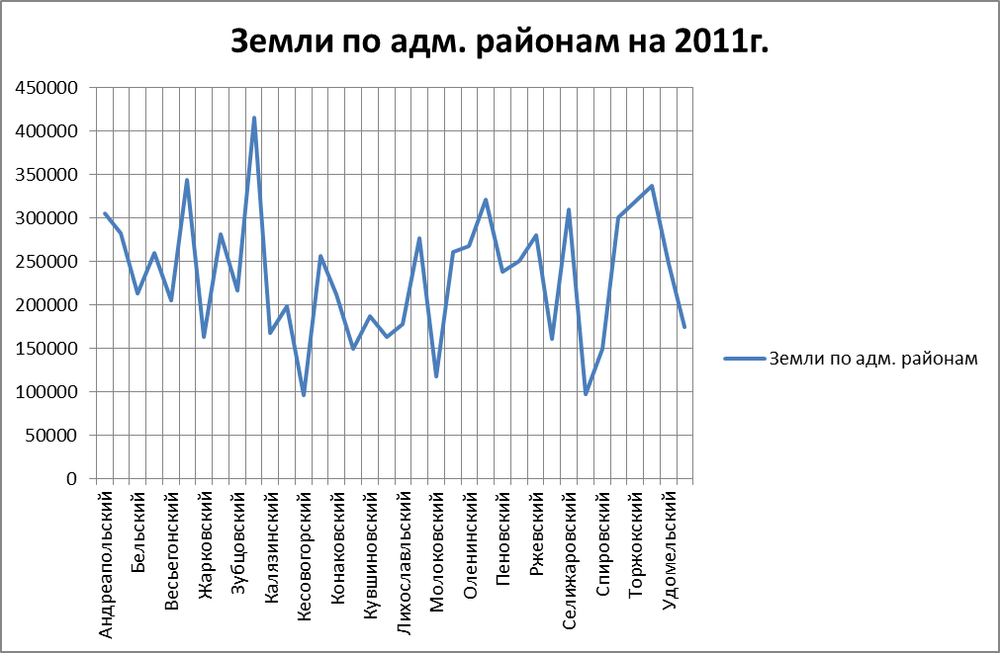 Земли по адм. районам на 2011г.
450000
400000
350000
300000
250000
200000
150000
100000
50000
0
Земли по адм. районам
Андреапольский
Бельский
Весьегонский
Жарковский
Зубцовский
Калязинский
Кесовогорский
Конаковский
Кувшиновский
Лихославльский
Молоковский
Оленинский
Пеновский
Ржевский
Селижаровский
Спировский
Торжокский
Удомельский